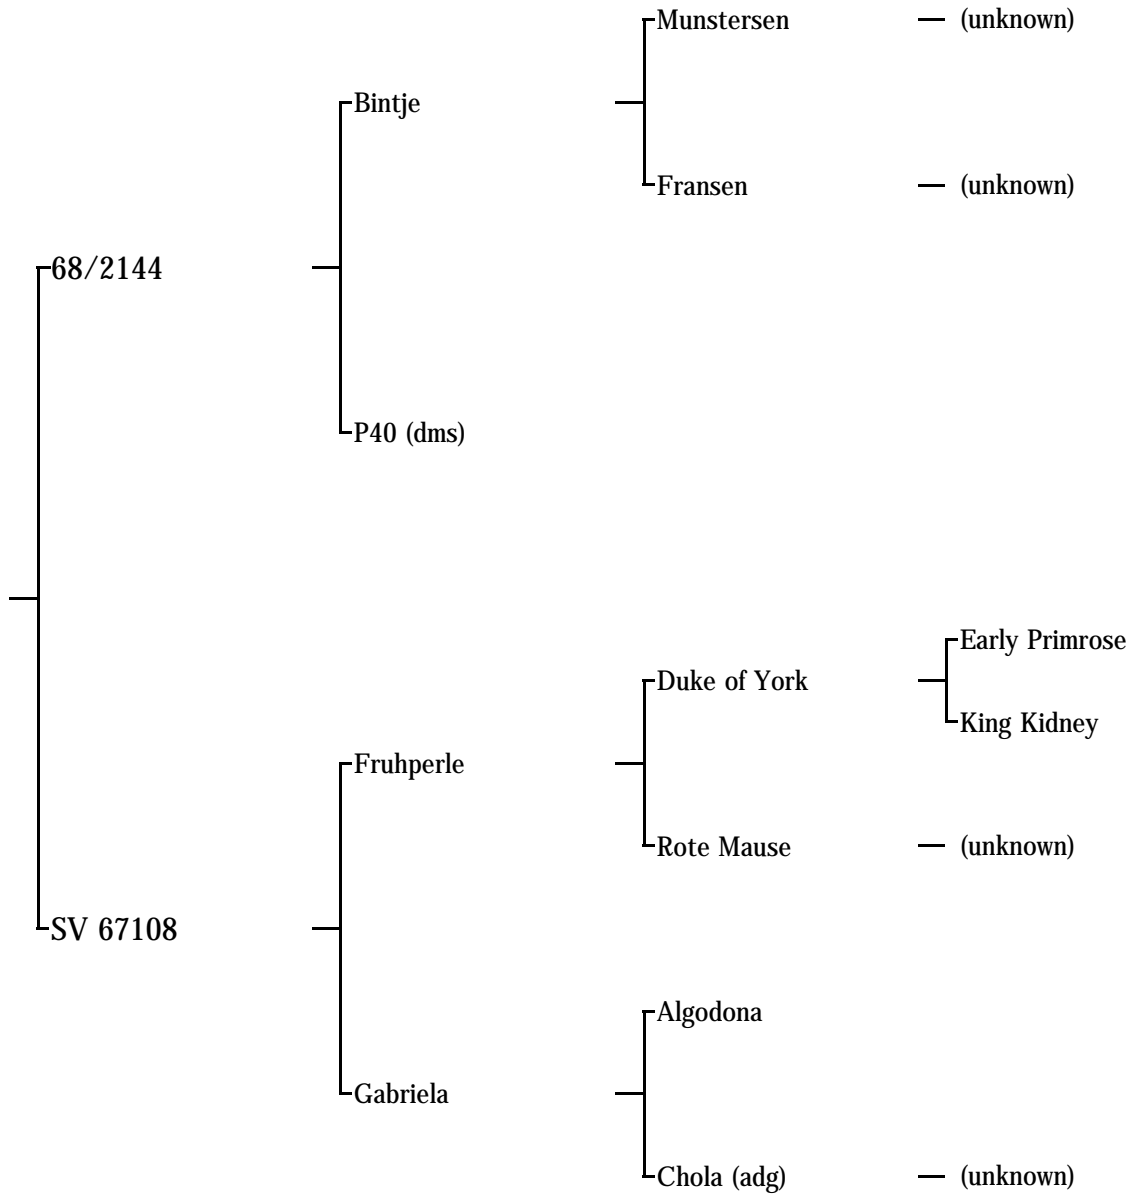 Munstersen
(unknown)
Bintje
Fransen
(unknown)
68/2144
P40 (dms)
Early Primrose
Duke of York
King Kidney
Fruhperle
Rote Mause
(unknown)
SV 67108
Algodona
Gabriela
Chola (adg)
(unknown)